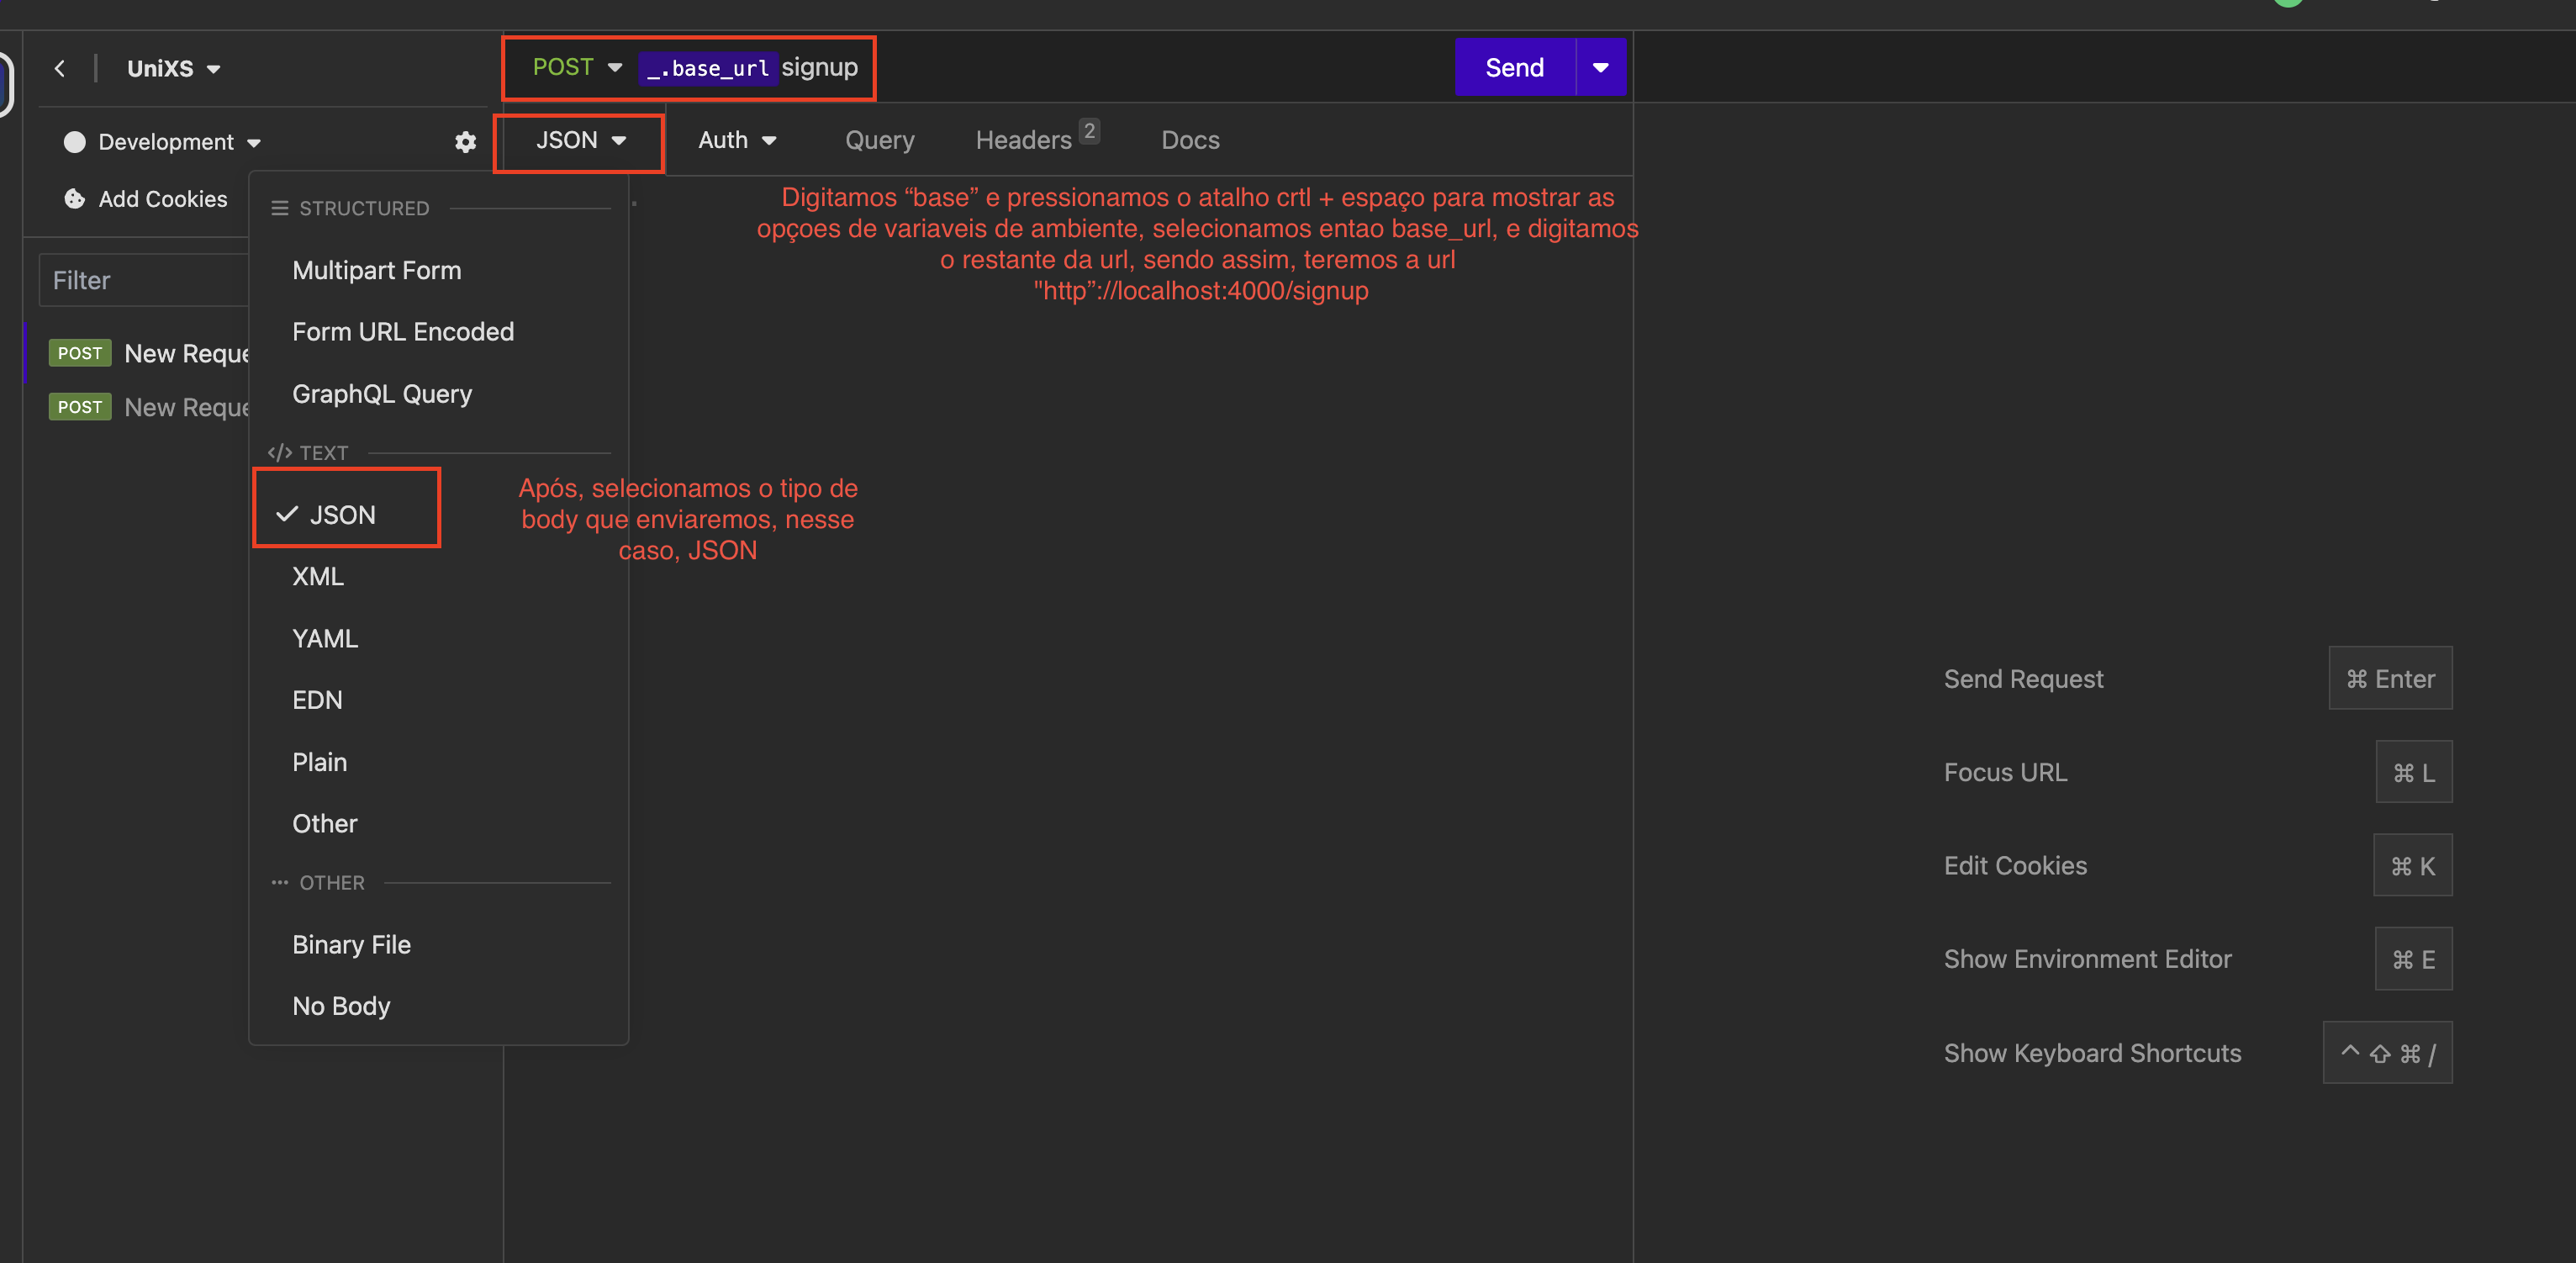 UniXS
POST _.base_url signup
Send
Development
JSON
Auth
Query
Headers 2
Docs
Add Cookies
Filter
POST New Reque
POST New Reque
STRUCTURED
Multipart Form
Form URL Encoded
GraphQL Query
</> TEXT
JSON
XML
YAML
EDN
Plain
Other
OTHER
Binary File
No Body
Digitamos “base” e pressionamos o atalho crtl + espaço para mostrar as
opçoes de variaveis de ambiente, selecionamos entao base_url, e digitamos
o restante da url, sendo assim, teremos a url
"http”://localhost:4000/signup
Após, selecionamos o tipo de
body que enviaremos, nesse
caso, JSON
Send Request ⌘ Enter
Focus URL ⌘ L
Edit Cookies ⌘ K
Show Environment Editor ⌘ E
Show Keyboard Shortcuts ^ ⇧ ⌘ /